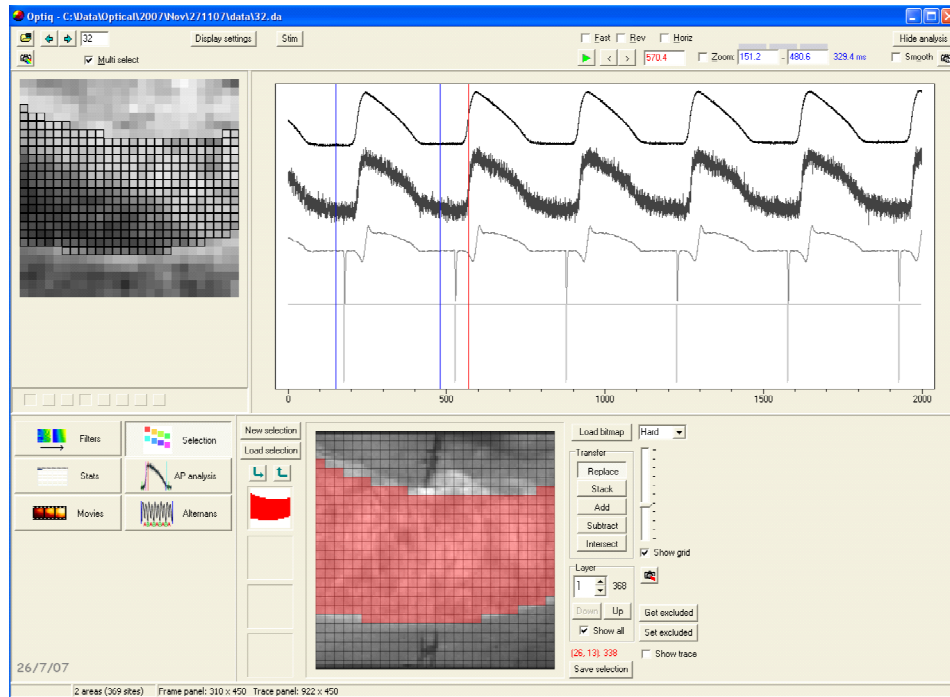 Optiq - C:\Data\Optical\2007\Nov\271107\data\32.da
32 Display settings Stim Fast Rev Horiz Hide analysis
Multi select < > 570.4 Zoom: 151.2 - 480.6 329.4 ms Smooth
0 500 1000 1500 2000
Filters Selection New selection Load bitmap Hard
Load selection Transfer
Stats AP analysis Replace
Stack
Movies Alternans Add
Subtract
Intersect
Show grid
Layer
1 368
Down Up Get excluded
Show all Set excluded
(26, 13): 338 Show trace
26/7/07 Save selection
2 areas (369 sites) Frame panel: 310 x 450 Trace panel: 922 x 450